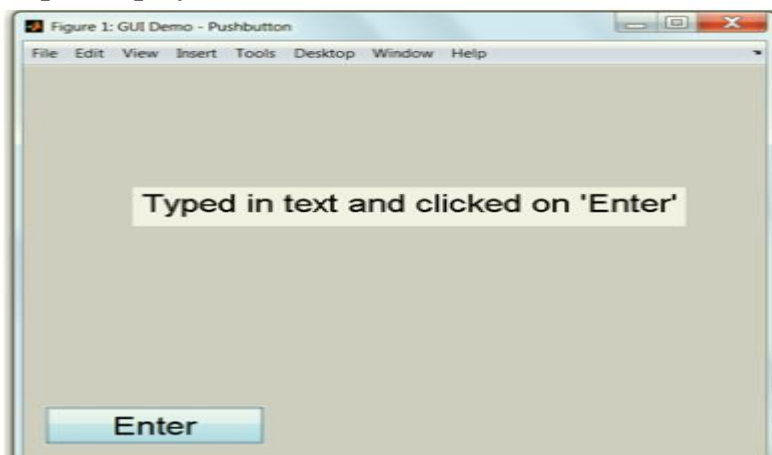 Figure 1: GUI Demo - Pushbutton
File Edit View Insert Tools Desktop Window Help
Typed in text and clicked on 'Enter'
Enter